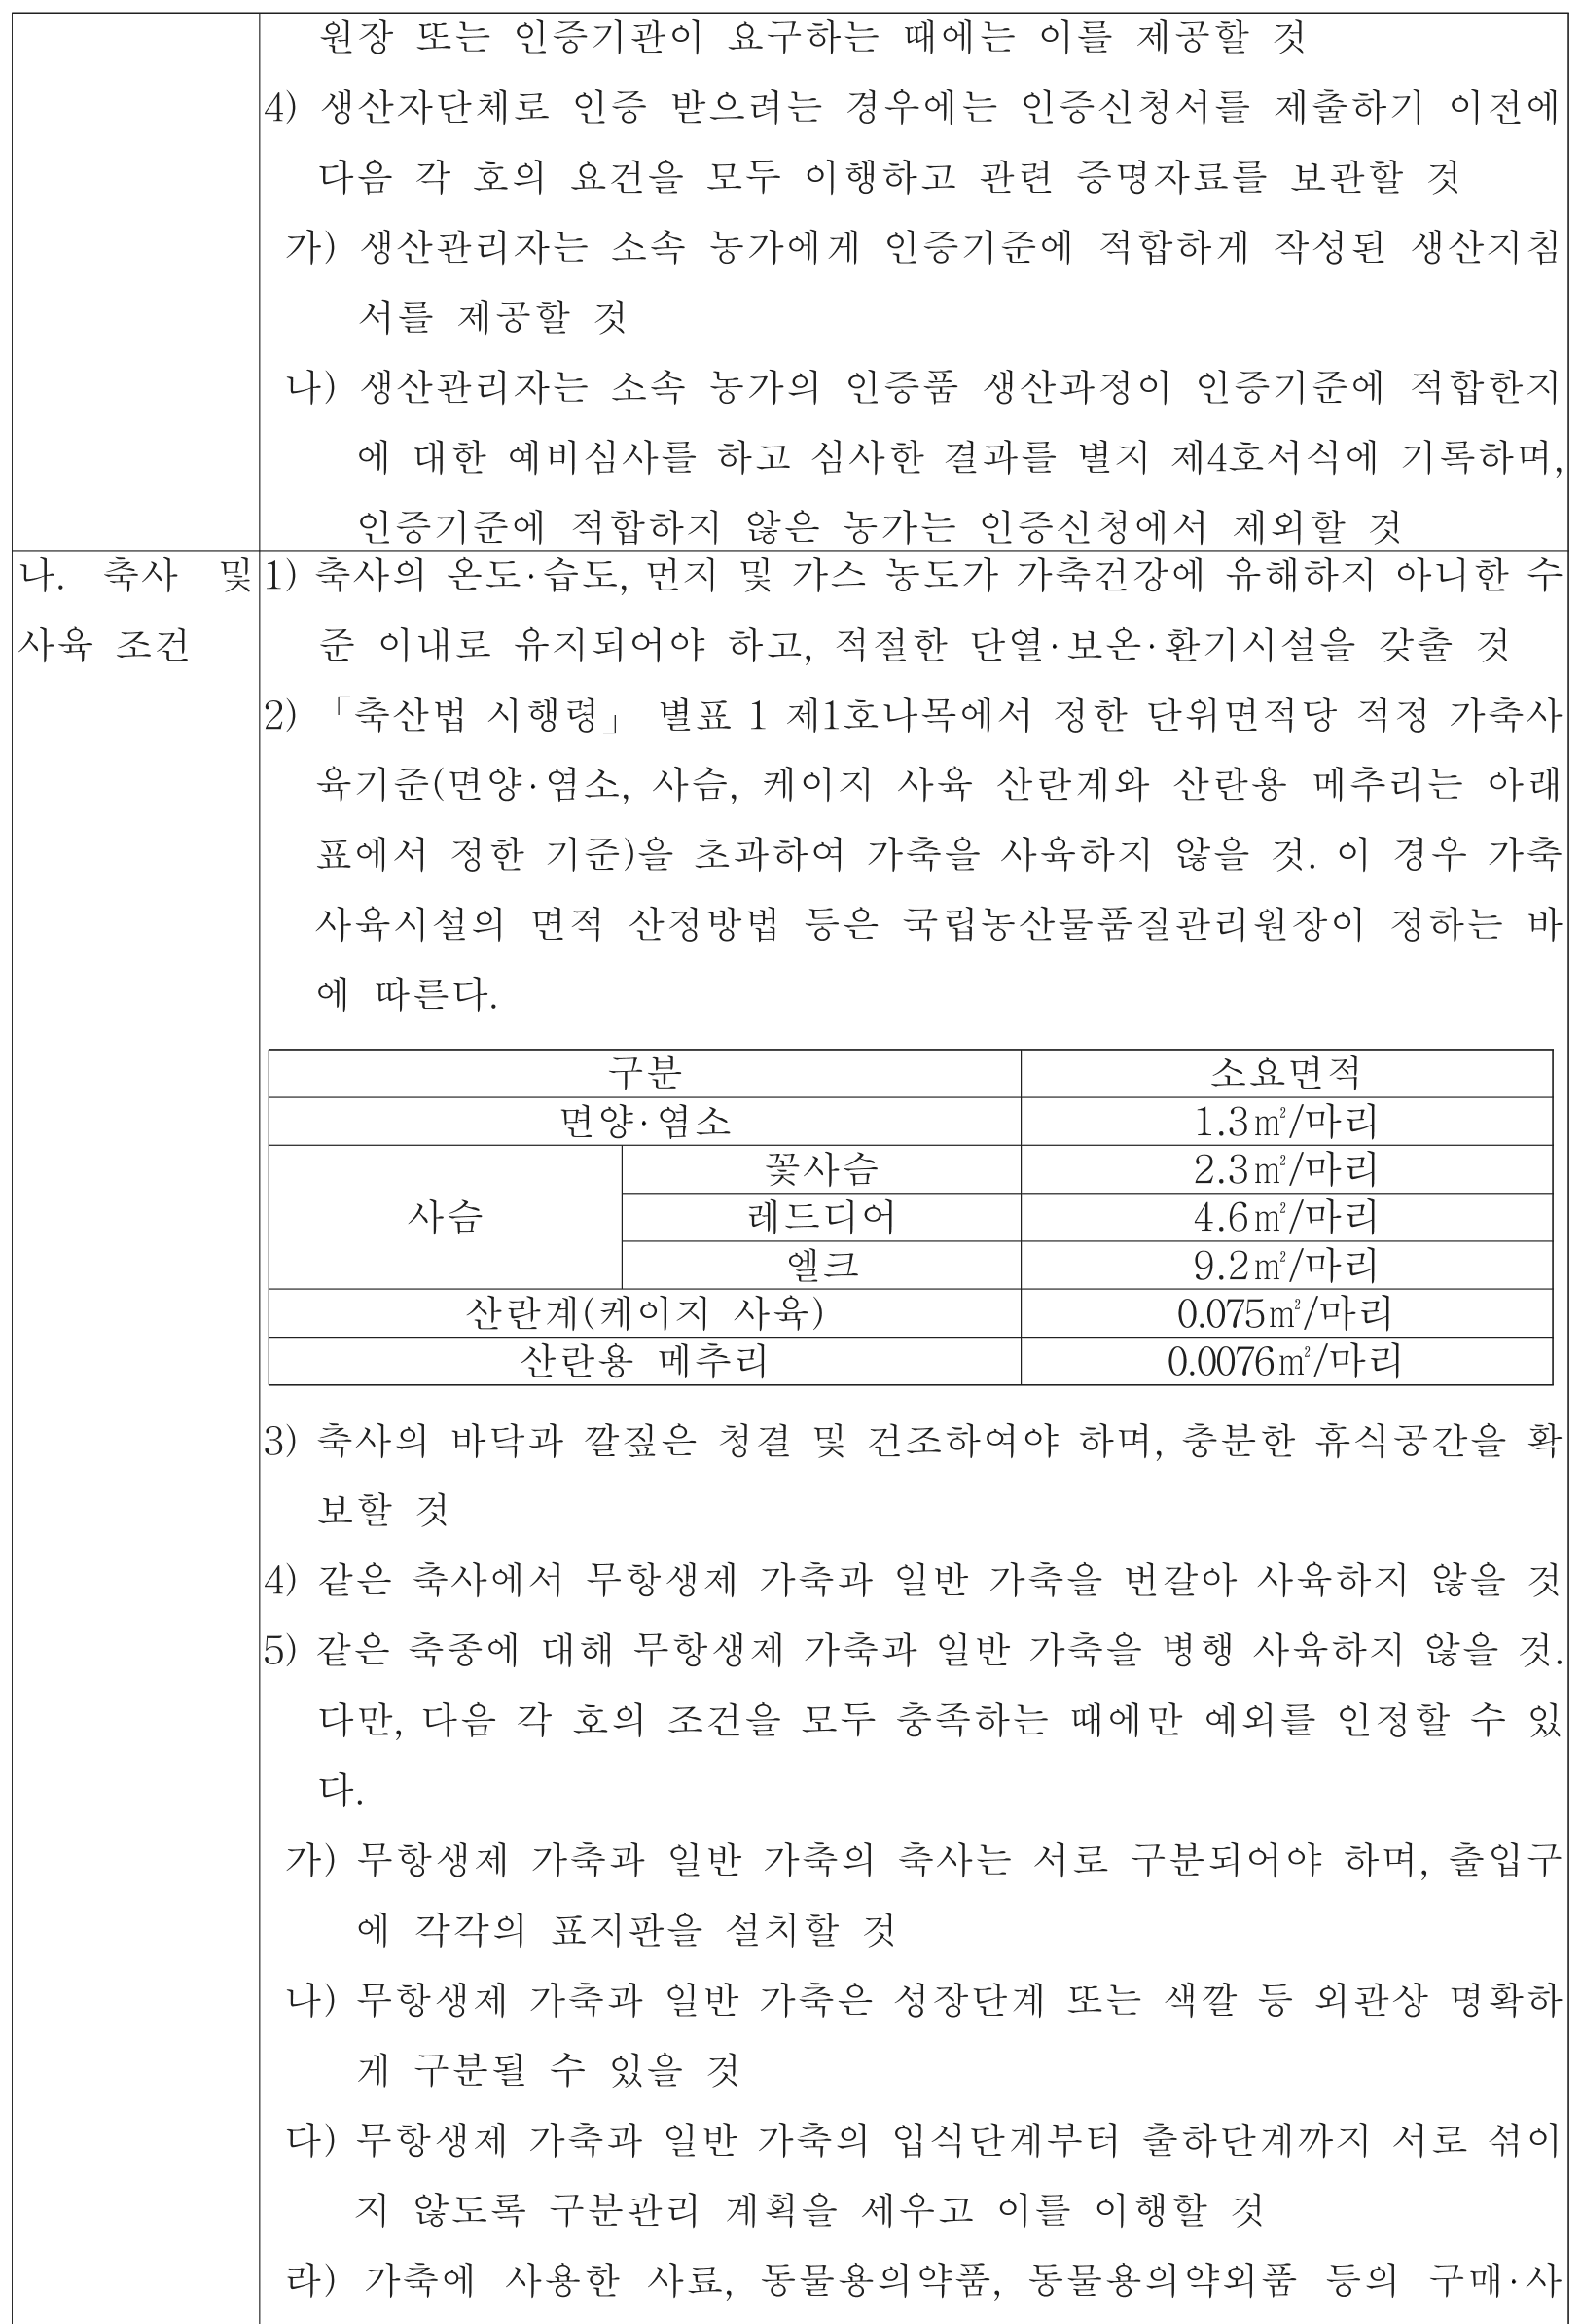 원장 또는 인증기관이 요구하는 때에는 이를 제공할 것
4) 생산자단체로 인증 받으려는 경우에는 인증신청서를 제출하기 이전에
다음 각 호의 요건을 모두 이행하고 관련 증명자료를 보관할 것
가) 생산관리자는 소속 농가에게 인증기준에 적합하게 작성된 생산지침
서를 제공할 것
나) 생산관리자는 소속 농가의 인증품 생산과정이 인증기준에 적합한지
에 대한 예비심사를 하고 심사한 결과를 별지 제4호서식에 기록하며,
인증기준에 적합하지 않은 농가는 인증신청에서 제외할 것
나. 축사 및
사육 조건
1) 축사의 온도·습도, 먼지 및 가스 농도가 가축건강에 유해하지 아니한 수
준 이내로 유지되어야 하고, 적절한 단열·보온·환기시설을 갖출 것
2) 「축산법 시행령」 별표 1 제1호나목에서 정한 단위면적당 적정 가축사
육기준(면양·염소, 사슴, 케이지 사육 산란계와 산란용 메추리는 아래
표에서 정한 기준)을 초과하여 가축을 사육하지 않을 것. 이 경우 가축
사육시설의 면적 산정방법 등은 국립농산물품질관리원장이 정하는 바
에 따른다.
구분 소요면적
면양·염소 1.3㎡/마리
사슴 꽃사슴 2.3㎡/마리
레드디어 4.6㎡/마리
엘크 9.2㎡/마리
산란계(케이지 사육) 0.075㎡/마리
산란용 메추리 0.0076㎡/마리
3) 축사의 바닥과 깔짚은 청결 및 건조하여야 하며, 충분한 휴식공간을 확
보할 것
4) 같은 축사에서 무항생제 가축과 일반 가축을 번갈아 사육하지 않을 것
5) 같은 축종에 대해 무항생제 가축과 일반 가축을 병행 사육하지 않을 것.
다만, 다음 각 호의 조건을 모두 충족하는 때에만 예외를 인정할 수 있
다.
가) 무항생제 가축과 일반 가축의 축사는 서로 구분되어야 하며, 출입구
에 각각의 표지판을 설치할 것
나) 무항생제 가축과 일반 가축은 성장단계 또는 색깔 등 외관상 명확하
게 구분될 수 있을 것
다) 무항생제 가축과 일반 가축의 입식단계부터 출하단계까지 서로 섞이
지 않도록 구분관리 계획을 세우고 이를 이행할 것
라) 가축에 사용한 사료, 동물용의약품, 동물용의약외품 등의 구매·사